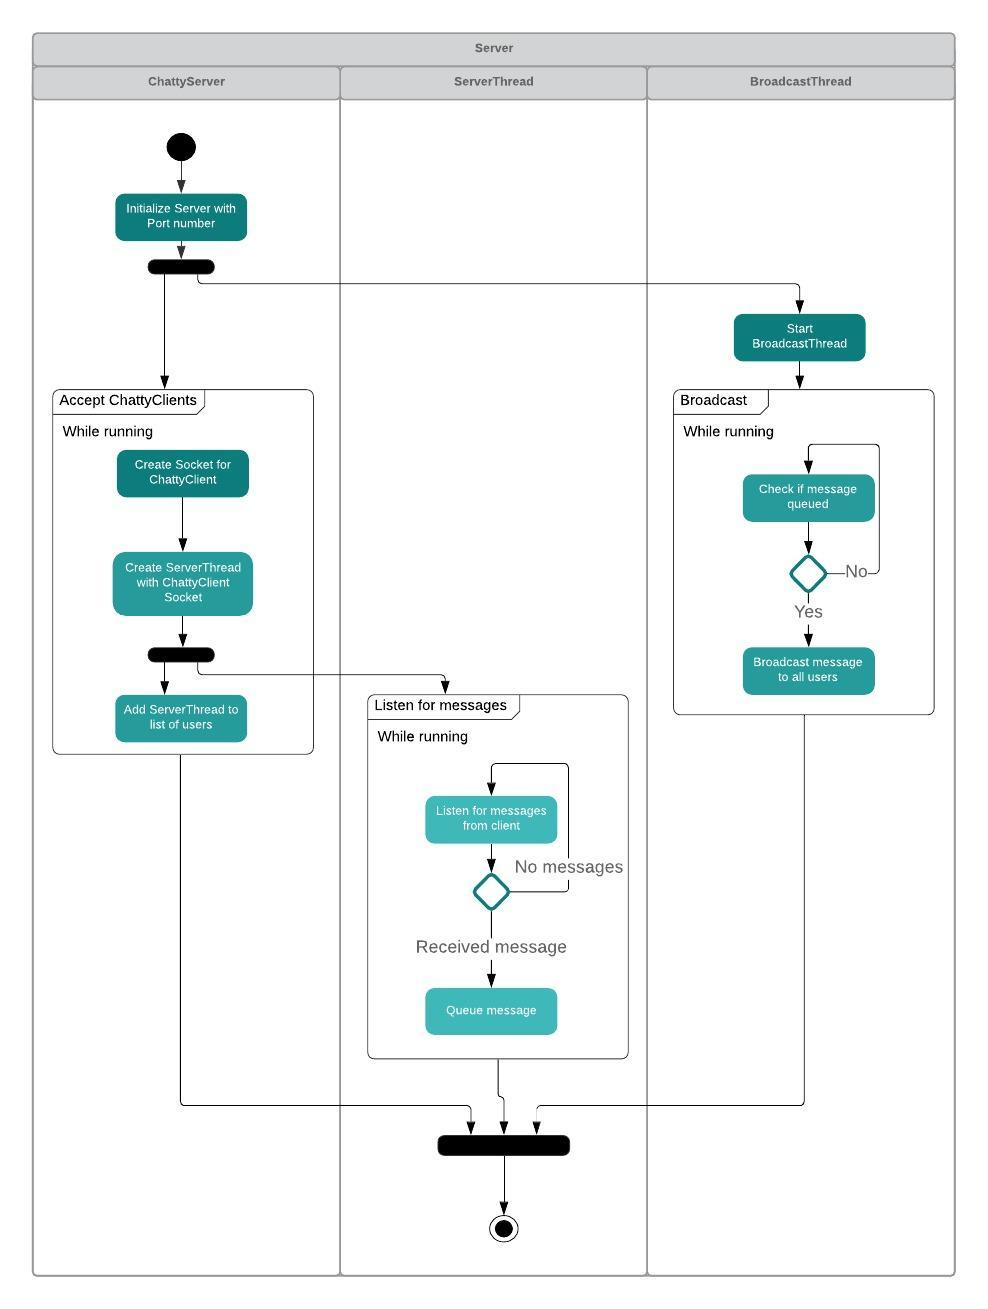 Server
ChattyServer
ServerThread
BroadcastThread
Initialize Server with
Port number
Start
BroadcastThread
Accept ChattyClients
While running
Create Socket for
ChattyClient
Create ServerThread
with ChattyClient
Socket
Add ServerThread to
list of users
Broadcast
While running
Check if message
queued
No
Yes
Broadcast message
to all users
Listen for messages
While running
Listen for messages
from client
No messages
Received message
Queue message